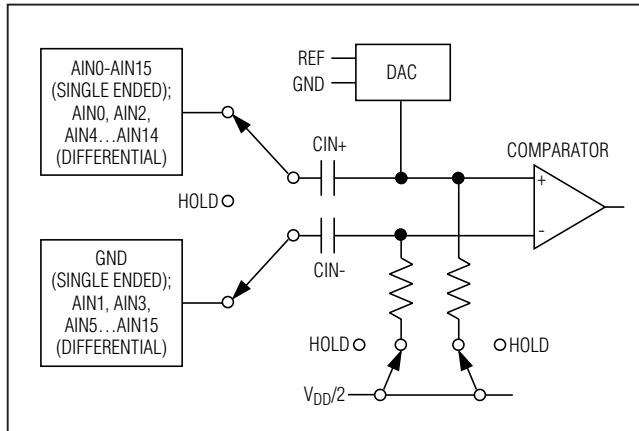 AIN0-AIN15
(SINGLE ENDED);
AIN0, AIN2,
AIN4...AIN14
(DIFFERENTIAL)
REF
GND
DAC
CIN+
COMPARATOR
+
-
HOLD
GND
(SINGLE ENDED);
AIN1, AIN3,
AIN5...AIN15
(DIFFERENTIAL)
CIN-
HOLD
HOLD
VDD/2